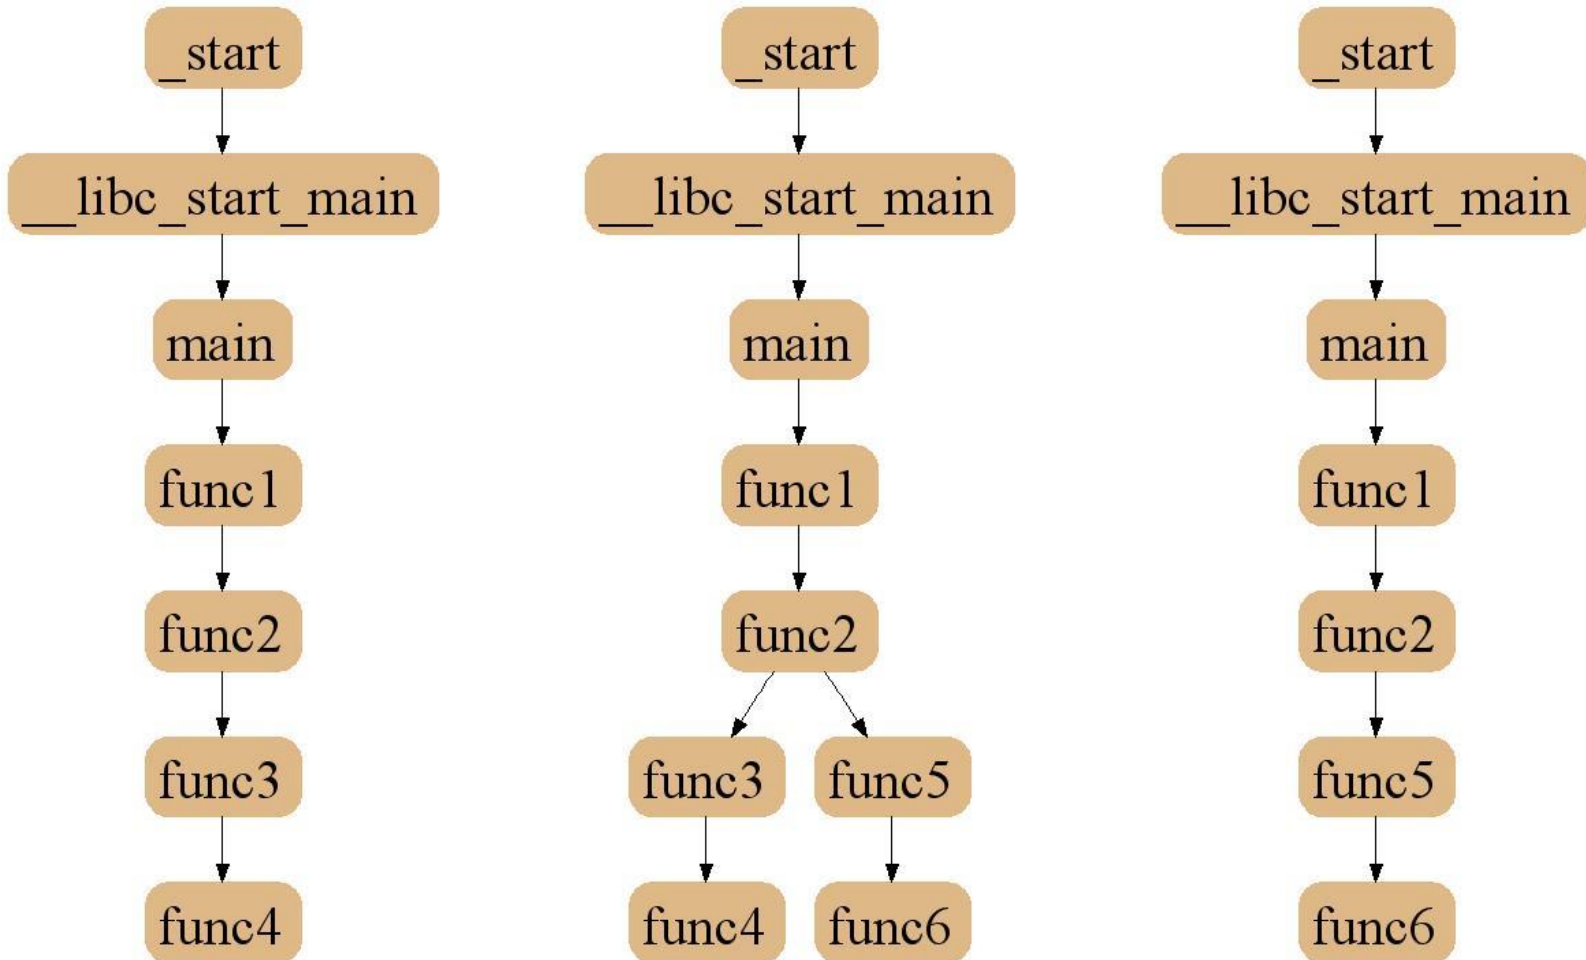 _start
_start
_start
__libc_start_main
__libc_start_main
__libc_start_main
main
main
main
func1
func1
func1
func2
func2
func2
func3
func3
func5
func5
func4
func4
func6
func6